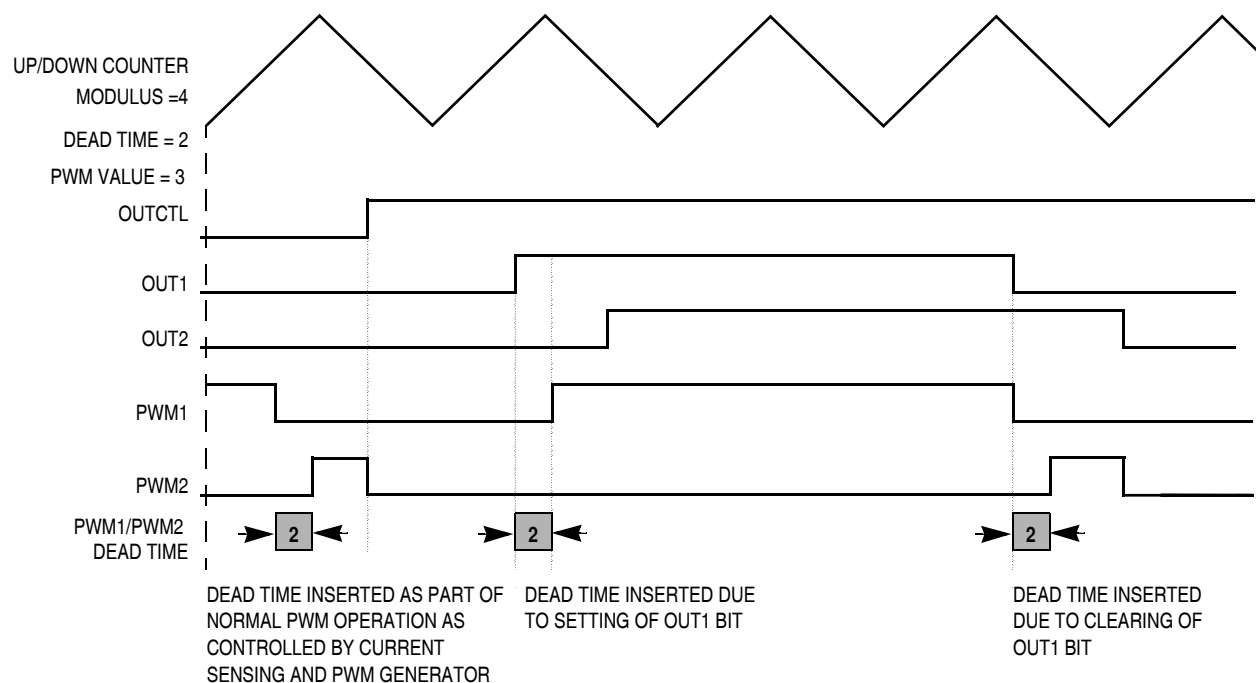 UP/DOWN COUNTER
MODULUS =4
DEAD TIME = 2
PWM VALUE = 3
OUTCTL
OUT1
OUT2
PWM1
PWM2
PWM1/PWM2
DEAD TIME
2
2
2
DEAD TIME INSERTED AS PART OF
NORMAL PWM OPERATION AS
CONTROLLED BY CURRENT
SENSING AND PWM GENERATOR
DEAD TIME INSERTED DUE
TO SETTING OF OUT1 BIT
DEAD TIME INSERTED
DUE TO CLEARING OF
OUT1 BIT